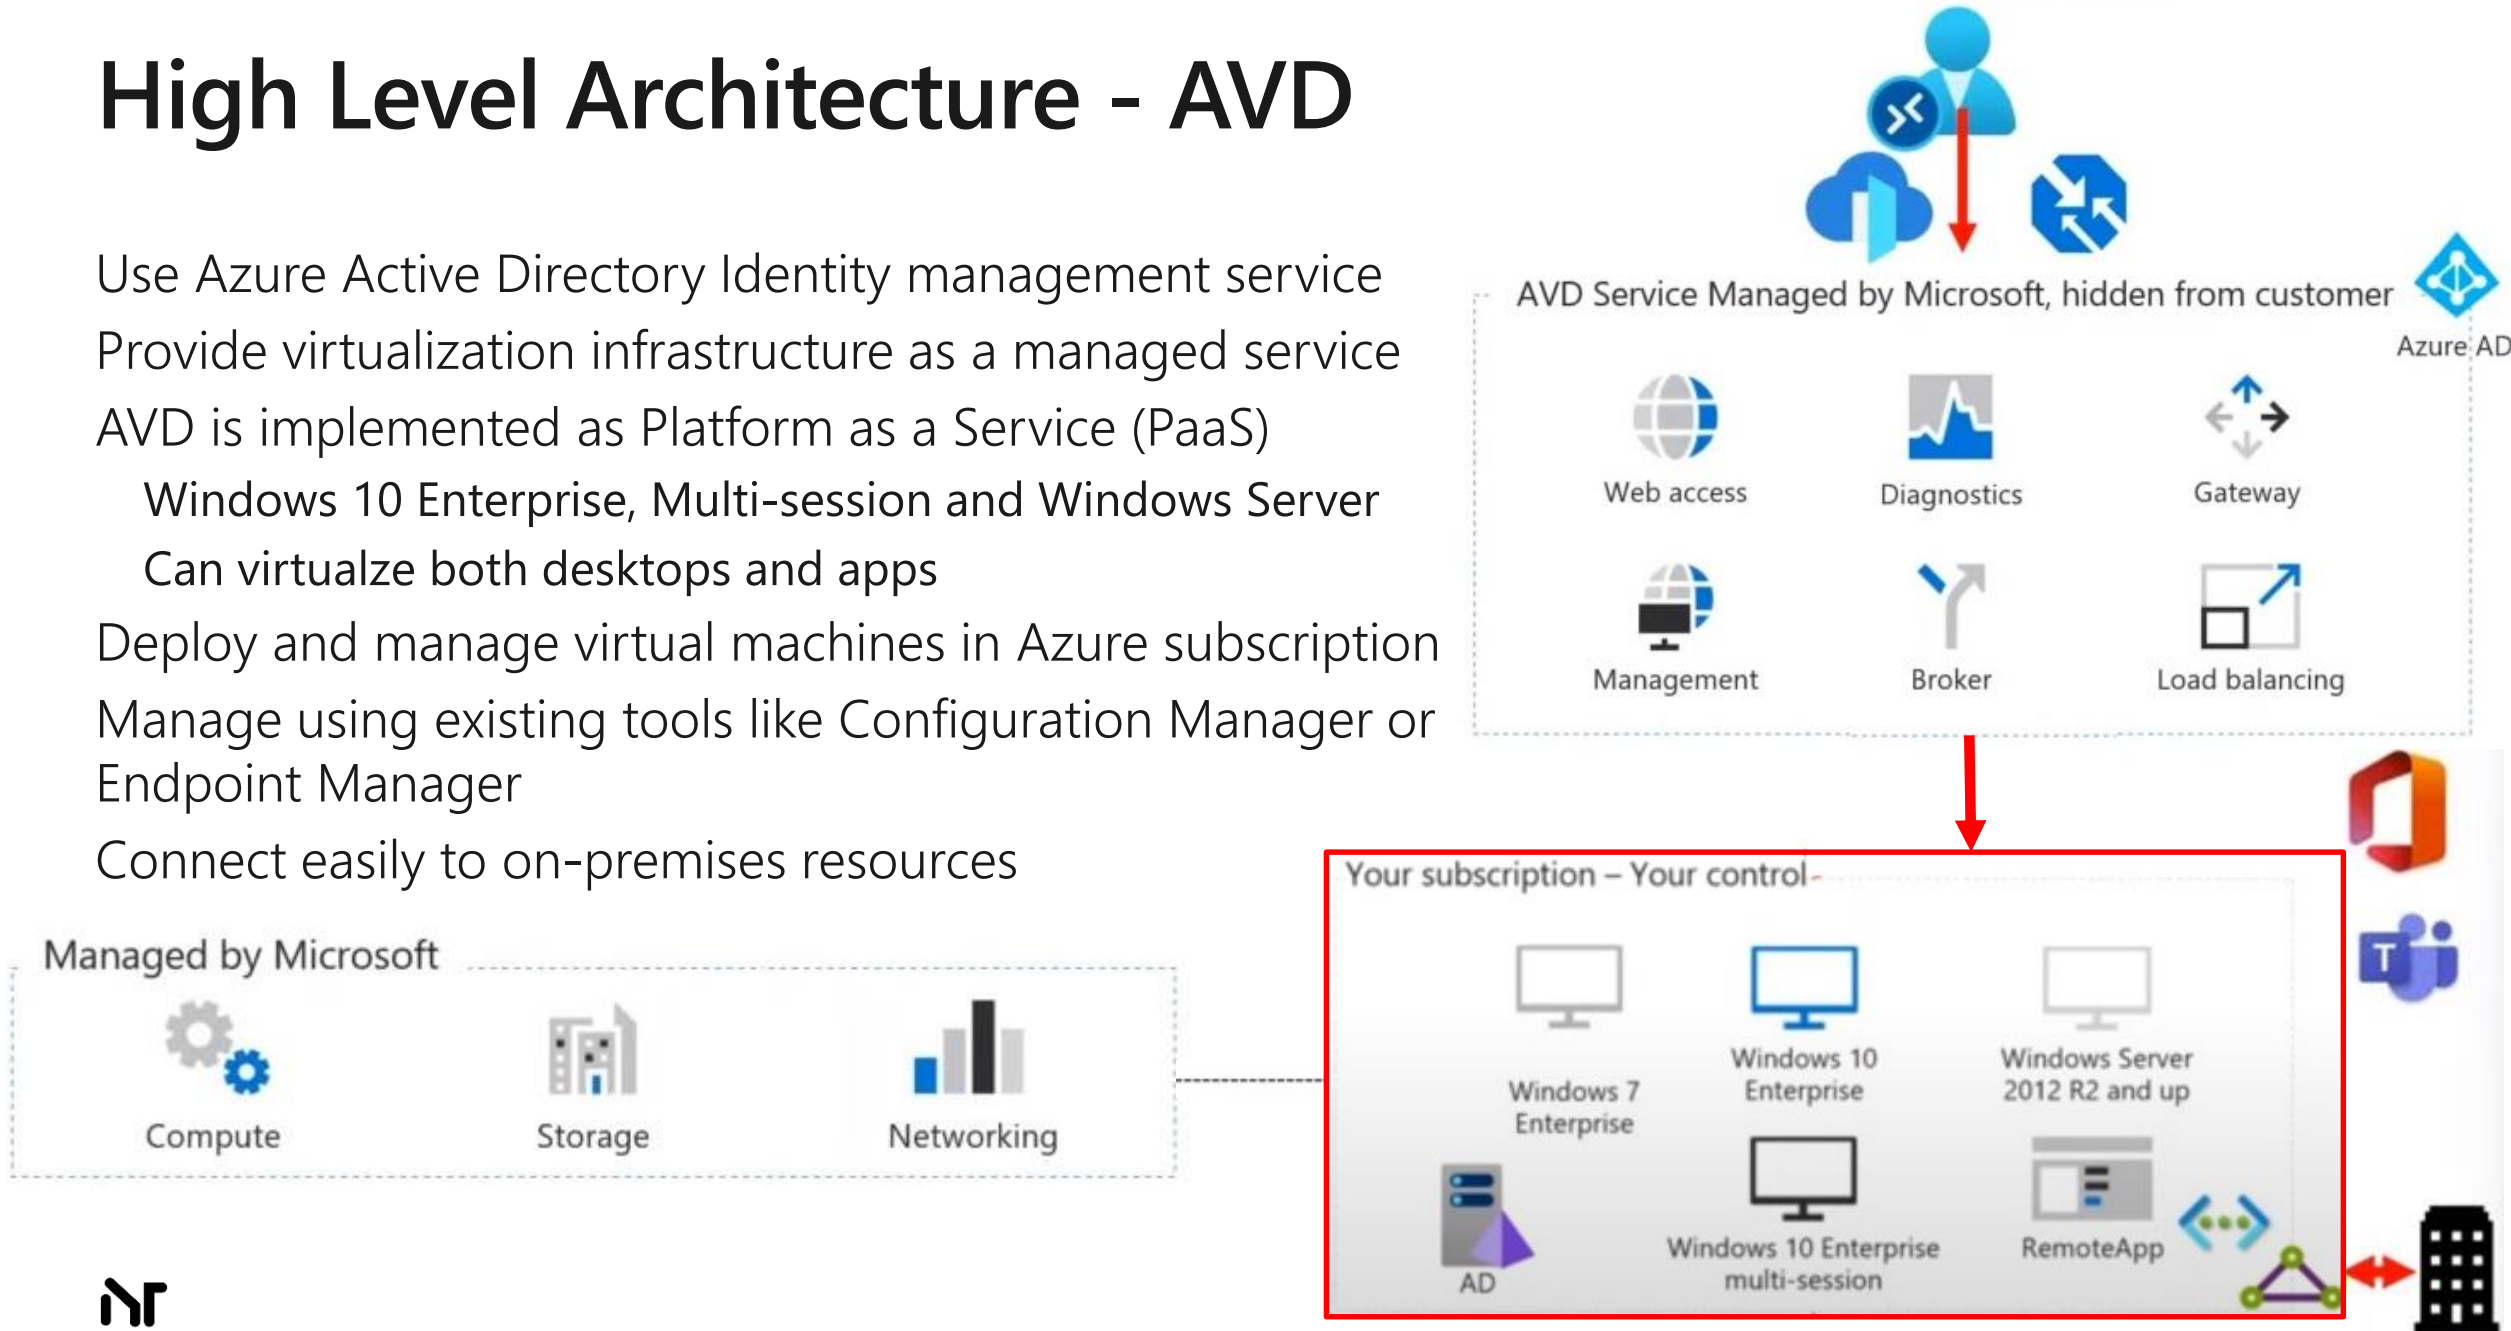 High Level Architecture - AVD
Use Azure Active Directory Identity management service
Provide virtualization infrastructure as a managed service
AVD is implemented as Platform as a Service (PaaS)
Windows 10 Enterprise, Multi-session and Windows Server
Can virtualze both desktops and apps
Deploy and manage virtual machines in Azure subscription
Manage using existing tools like Configuration Manager or
Endpoint Manager
Connect easily to on-premises resources
AVD Service Managed by Microsoft, hidden from customer
Azure AD
Web access
Diagnostics
Gateway
Management
Broker
Load balancing
Managed by Microsoft
Compute
Storage
Networking
Your subscription – Your control
Windows 7
Enterprise
Windows 10
Enterprise
Windows Server
2012 R2 and up
AD
Windows 10 Enterprise
multi-session
RemoteApp
T